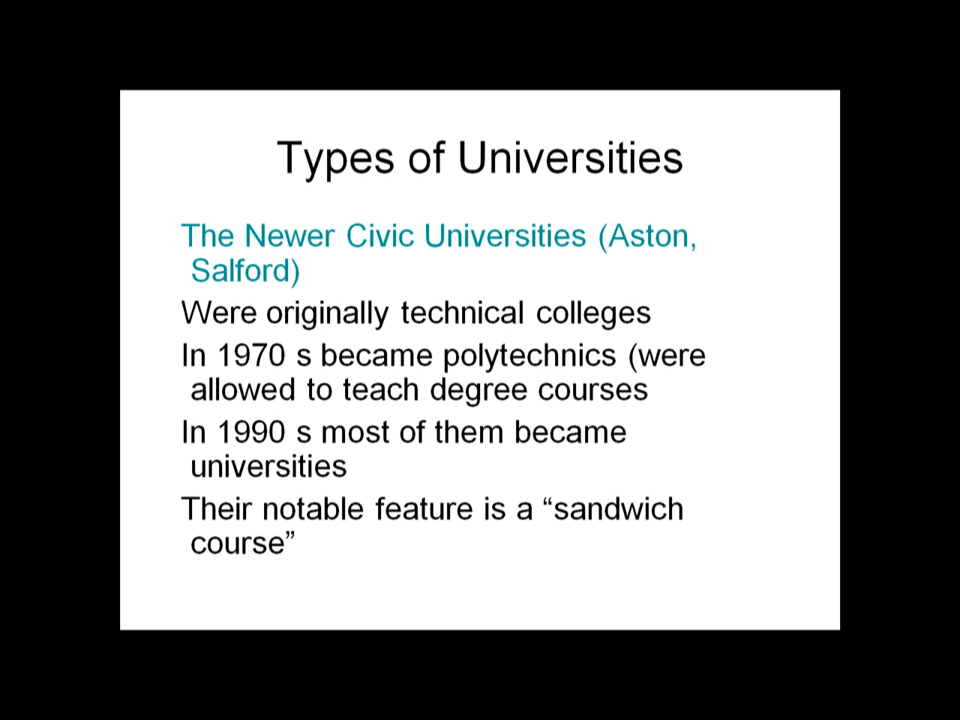 Types of Universities
The Newer Civic Universities (Aston,
Salford)
Were originally technical colleges
In 1970 s became polytechnics (were
allowed to teach degree courses
In 1990 s most of them became
universities
Their notable feature is a “sandwich
course”